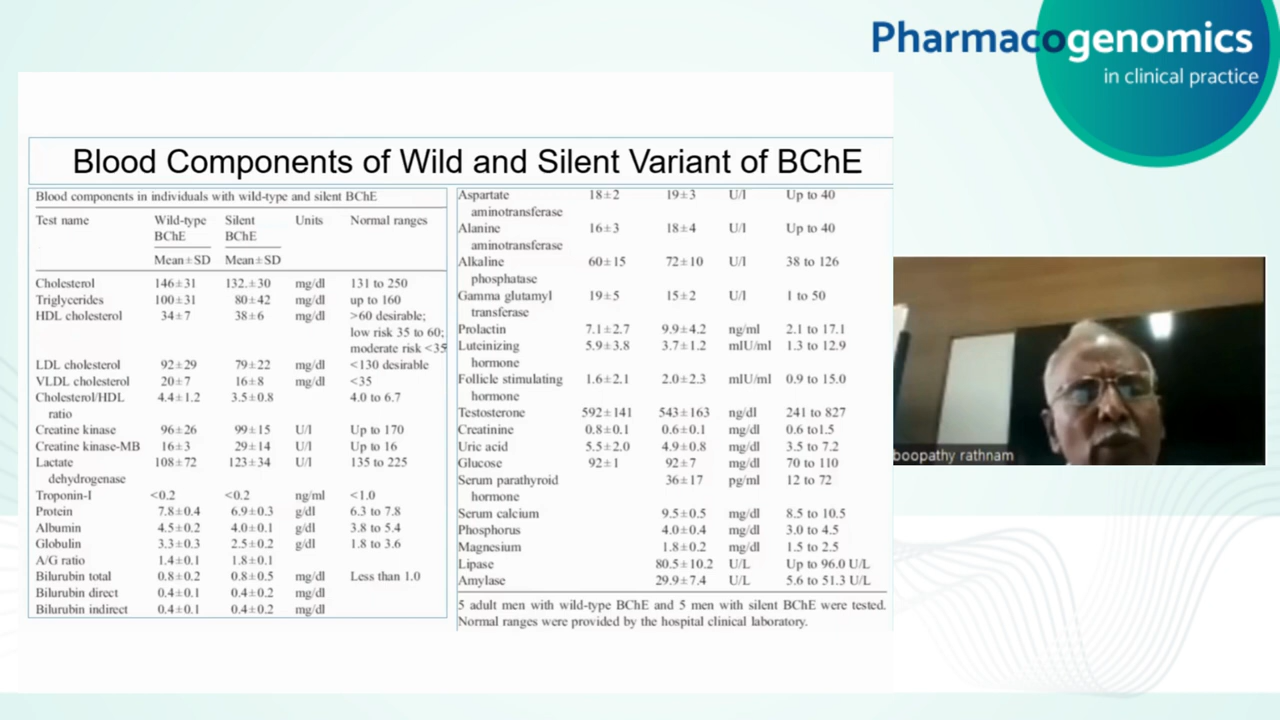 Pharmacogenomics
in clinical practice
Blood Components of Wild and Silent Variant of BChE
Blood components in individuals with wild-type and silent BChE
Test name Wild-type Silent Units Normal ranges
BChE BChE
Mean±SD Mean±SD
Cholesterol 146±31 132.±30 mg/dl 131 to 250
Triglycerides 100±31 80±42 mg/dl up to 160
HDL cholesterol 34±7 38±6 mg/dl >60 desirable;
low risk 35 to 60;
moderate risk <35
LDL cholesterol 92±29 79±22 mg/dl <130 desirable
VLDL cholesterol 20±7 16±8 mg/dl <35
Cholesterol/HDL 4.4±1.2 3.5±0.8 4.0 to 6.7
ratio
Creatine kinase 96±26 99±15 U/l Up to 170
Creatine kinase-MB 16±3 29±14 U/l Up to 16
Lactate 108±72 123±34 U/l 135 to 225
dehydrogenase
Troponin-I <0.2 <0.2 ng/ml <1.0
Protein 7.8±0.4 6.9±0.3 g/dl 6.3 to 7.8
Albumin 4.5±0.2 4.0±0.1 g/dl 3.8 to 5.4
Globulin 3.3±0.3 2.5±0.2 g/dl 1.8 to 3.6
A/G ratio 1.4±0.1 1.8±0.1
Bilurubin total 0.8±0.2 0.8±0.5 mg/dl Less than 1.0
Bilurubin direct 0.4±0.1 0.4±0.2 mg/dl
Bilurubin indirect 0.4±0.1 0.4±0.2 mg/dl
Aspartate 18±2 19±3 U/l Up to 40
aminotransferase
Alanine 16±3 18±4 U/l Up to 40
aminotransferase
Alkaline 60±15 72±10 U/l 38 to 126
phosphatase
Gamma glutamyl 19±5 15±2 U/l 1 to 50
transferase
Prolactin 7.1±2.7 9.9±4.2 ng/ml 2.1 to 17.1
Luteinizing 5.9±3.8 3.7±1.2 mIU/ml 1.3 to 12.9
hormone
Follicle stimulating 1.6±2.1 2.0±2.3 mIU/ml 0.9 to 15.0
hormone
Testosterone 592±141 543±163 ng/dl 241 to 827
Creatinine 0.8±0.1 0.6±0.1 mg/dl 0.6 to1.5
Uric acid 5.5±2.0 4.9±0.8 mg/dl 3.5 to 7.2
Glucose 92±1 92±7 mg/dl 70 to 110
Serum parathyroid 36±17 pg/ml 12 to 72
hormone
Serum calcium 9.5±0.5 mg/dl 8.5 to 10.5
Phosphorus 4.0±0.4 mg/dl 3.0 to 4.5
Magnesium 1.8±0.2 mg/dl 1.5 to 2.5
Lipase 80.5±10.2 U/L Up to 96.0 U/L
Amylase 29.9±7.4 U/L 5.6 to 51.3 U/L
5 adult men with wild-type BChE and 5 men with silent BChE were tested.
Normal ranges were provided by the hospital clinical laboratory.
boopathy rathnam